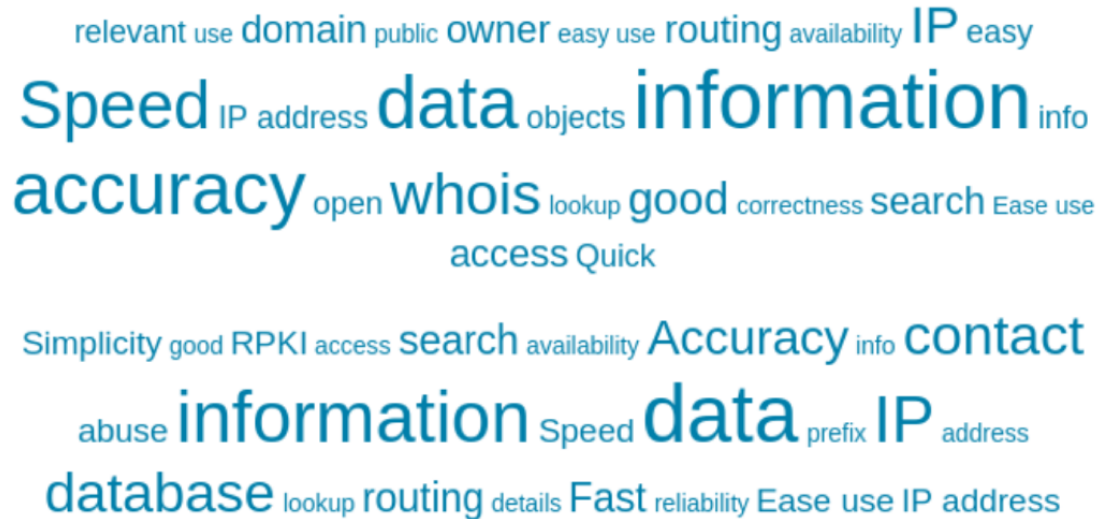 relevant use domain public owner easy use routing availability IP easy
Speed IP address data objects information info
accuracy open whois lookup good correctness search Ease use
access Quick
Simplicity good RPKI access search availability Accuracy info contact
abuse information Speed data prefix IP address
database lookup routing details Fast reliability Ease use IP address